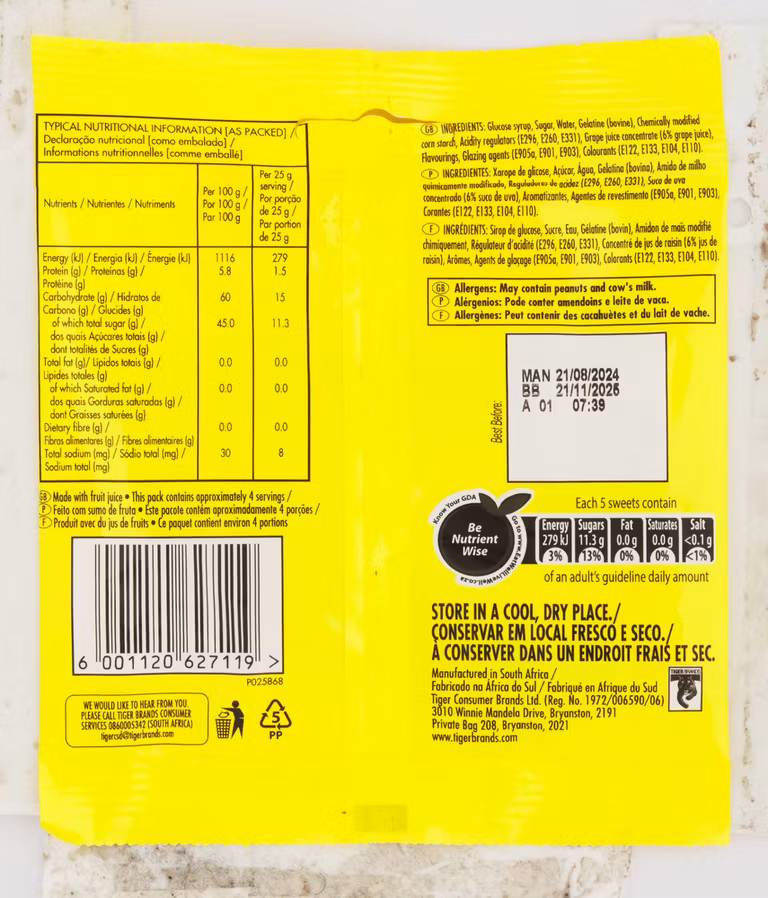 TYPICAL NUTRITIONAL INFORMATION [AS PACKED] /
Declaração nutricional [como embalado] /
Informations nutritionnelles [comme emballé]
Nutrients / Nutrientes / Nutriments
Per 100 g /
Por 100 g /
Par 100 g
Per 25 g
serving /
Por porção
de 25 g /
Par portion
de 25 g
Energy (kJ) / Energia (kJ) / Énergie (kJ) 1116 279
Protein (g) / Proteínas (g) / 5.8 1.5
Protéine (g)
Carbohydrate (g) / Hidratos de 60 15
Carbono (g) / Glucides (g)
of which total sugar (g) / 45.0 11.3
dos quais Açúcares totais (g) /
dont totalités de Sucres (g)
Total fat (g)/ Lípidos totais (g) / 0.0 0.0
Lipides totales (g)
of which Saturated fat (g) / 0.0 0.0
dos quais Gorduras saturadas (g) /
dont Graisses saturées (g)
Dietary fibre (g) / 0.0 0.0
Fibras alimentares (g) / Fibres alimentaires (g)
Total sodium (mg) / Sódio total (mg) / 30 8
Sodium total (mg)
GB Made with fruit juice • This pack contains approximately 4 servings /
P Feito com sumo de fruta • Este pacote contém aproximadamente 4 porções /
F Produit avec du jus de fruits • Ce paquet contient environ 4 portions
6 001120 627119 >
P025868
WE WOULD LIKE TO HEAR FROM YOU.
PLEASE CALL TIGER BRANDS CONSUMER
SERVICES 0860005342 (SOUTH AFRICA)
tigercsd@tigerbrands.com
5
PP
GB INGREDIENTS: Glucose syrup, Sugar, Water, Gelatine (bovine), Chemically modified
corn starch, Acidity regulators (E296, E260, E331), Grape juice concentrate (6% grape juice),
Flavourings, Glazing agents (E905a, E901, E903), Colourants (E122, E133, E104, E110).
P INGREDIENTES: Xarope de glicose, Açúcar, Água, Gelatina (bovina), Amido de milho
quimicamente modificado, Reguladores de acidez (E296, E260, E331), Suco de uva
concentrado (6% suco de uva), Aromatizantes, Agentes de revestimento (E905a, E901, E903),
Corantes (E122, E133, E104, E110).
F INGRÉDIENTS: Sirop de glucose, Sucre, Eau, Gélatine (bovin), Amidon de maïs modifié
chimiquement, Régulateur d'acidité (E296, E260, E331), Concentré de jus de raisin (6% jus de
raisin), Arômes, Agents de glaçage (E905a, E901, E903), Colorants (E122, E133, E104, E110).
GB Allergens: May contain peanuts and cow's milk.
P Alérgenios: Pode conter amendoins e leite de vaca.
F Allergènes: Peut contenir des cacahuètes et du lait de vache.
Best Before:
MAN 21/08/2024
BB 21/11/2025
A 01 07:39
Know Your GDA
Be
Nutrient
Wise
Go to www.EatWellLiveWell.co.za
Each 5 sweets contain
Energy Sugars Fat Saturates Salt
279 kJ 11.3 g 0.0 g 0.0 g <0.1 g
3% 13% 0% 0% <1%
of an adult's guideline daily amount
STORE IN A COOL, DRY PLACE./
CONSERVAR EM LOCAL FRESCO E SECO./
À CONSERVER DANS UN ENDROIT FRAIS ET SEC.
Manufactured in South Africa /
Fabricado na África do Sul / Fabriqué en Afrique du Sud
Tiger Consumer Brands Ltd. (Reg. No. 1972/006590/06)
3010 Winnie Mandela Drive, Bryanston, 2191
Private Bag 208, Bryanston, 2021
www.tigerbrands.com
TIGER BRANDS